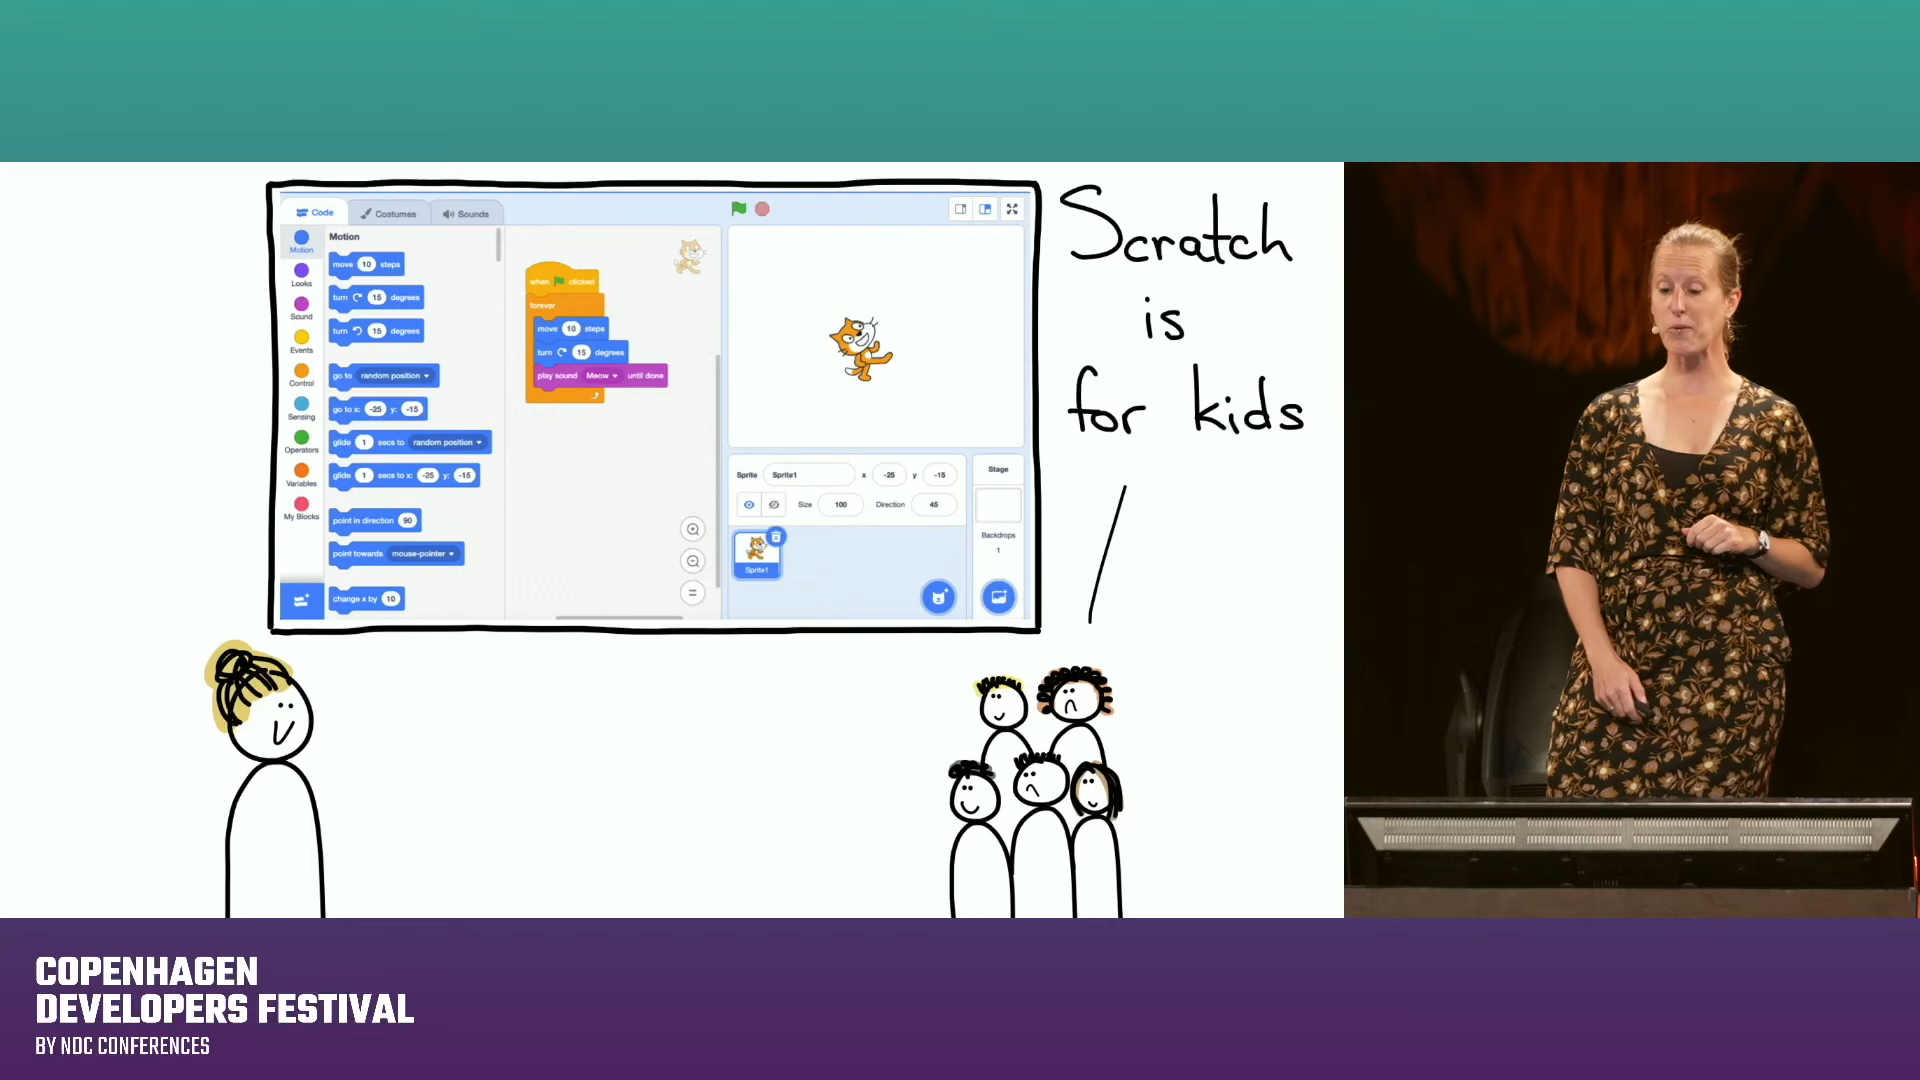 Code
Costumes
Sounds
Motion
Looks
Sound
Events
Control
Sensing
Operators
Variables
My Blocks
Motion
move 10 steps
turn 15 degrees
turn 15 degrees
go to random position
go to x: -25 y: -15
glide 1 secs to random position
glide 1 secs to x: -25 y: -15
point in direction 90
point towards mouse-pointer
change x by 10
when clicked
forever
move 10 steps
turn 15 degrees
play sound Meow until done
Sprite Sprite1 x -25 y -15
Size 100 Direction 45
Sprite1
Stage
Backdrops
1
Scratch
is
for kids
COPENHAGEN
DEVELOPERS FESTIVAL
BY NDC CONFERENCES